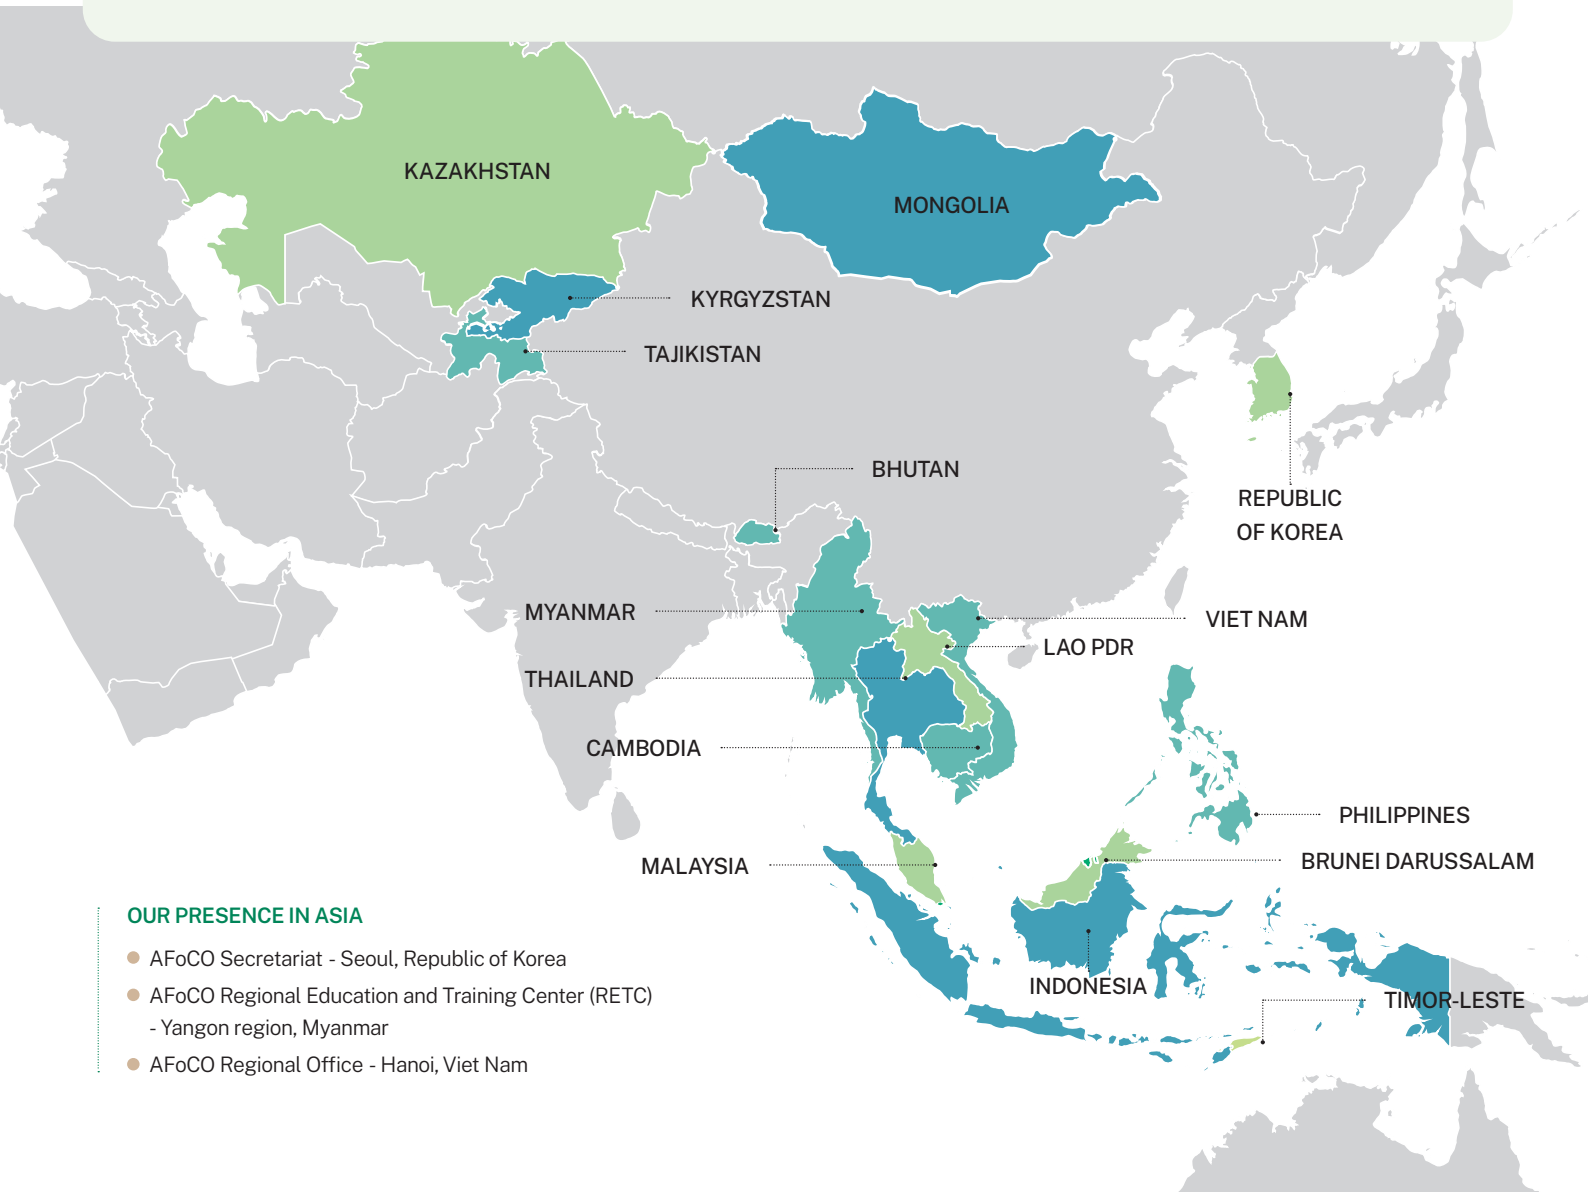 KAZAKHSTAN
MONGOLIA
KYRGYZSTAN
TAJIKISTAN
BHUTAN
REPUBLIC
OF KOREA
MYANMAR
VIET NAM
LAO PDR
THAILAND
CAMBODIA
PHILIPPINES
BRUNEI DARUSSALAM
MALAYSIA
INDONESIA
TIMOR-LESTE
OUR PRESENCE IN ASIA
AFoCO Secretariat - Seoul, Republic of Korea
AFoCO Regional Education and Training Center (RETC)
- Yangon region, Myanmar
AFoCO Regional Office - Hanoi, Viet Nam